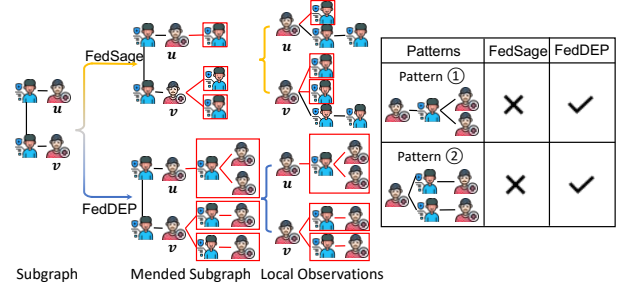 FedSage
u
v
u
v
FedDEP
u
v
u
v
u
v
Subgraph
Mended Subgraph
Local Observations
Patterns
FedSage
FedDEP
Pattern ①
Pattern ②